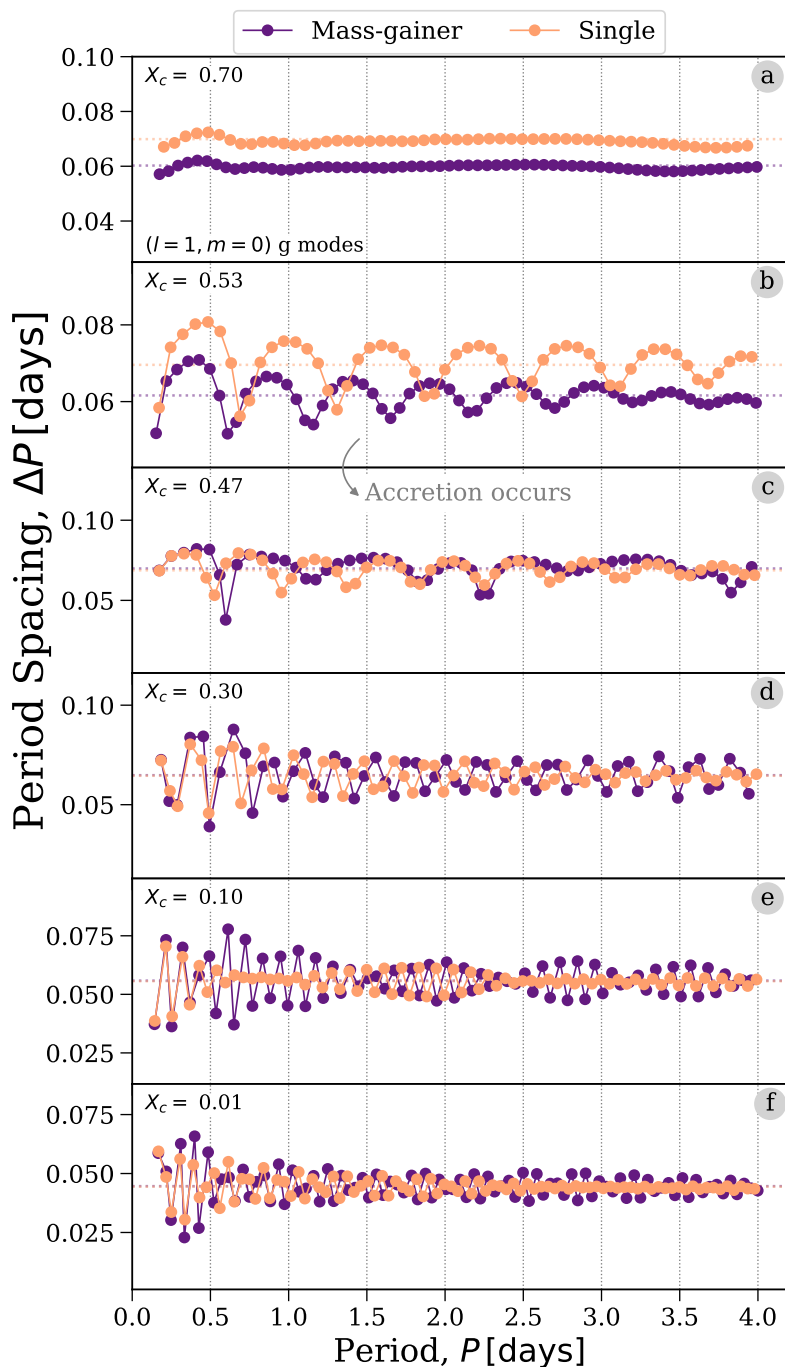 Mass-gainer Single
0.10
0.08
0.06
0.04
X_c = 0.70
a
(l = 1, m = 0) g modes
0.08
0.06
X_c = 0.53
b
Accretion occurs
0.10
0.05
X_c = 0.47
c
0.10
0.05
X_c = 0.30
d
0.075
0.050
0.025
X_c = 0.10
e
0.075
0.050
0.025
X_c = 0.01
f
0.0 0.5 1.0 1.5 2.0 2.5 3.0 3.5 4.0
Period, P [days]
Period Spacing, ΔP [days]